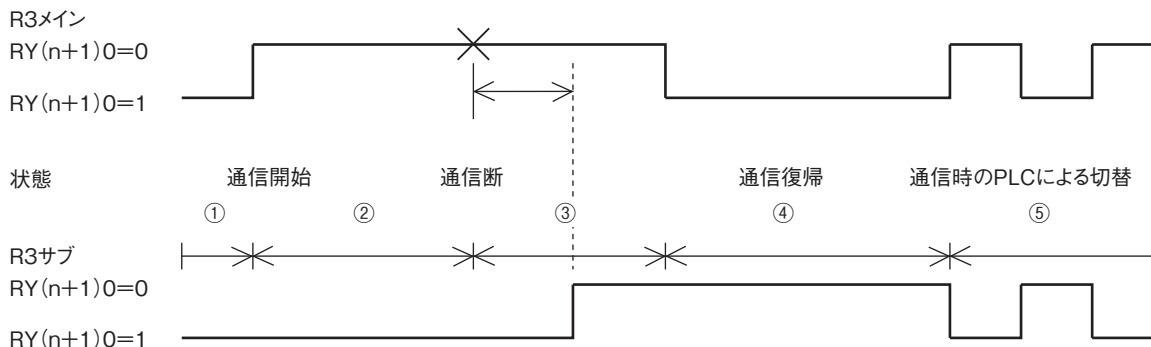 R3メイン
RY(n+1)0=0
RY(n+1)0=1
状態 通信開始 通信断 通信復帰 通信時のPLCによる切替
① ② ③ ④ ⑤
R3サブ
RY(n+1)0=0
RY(n+1)0=1